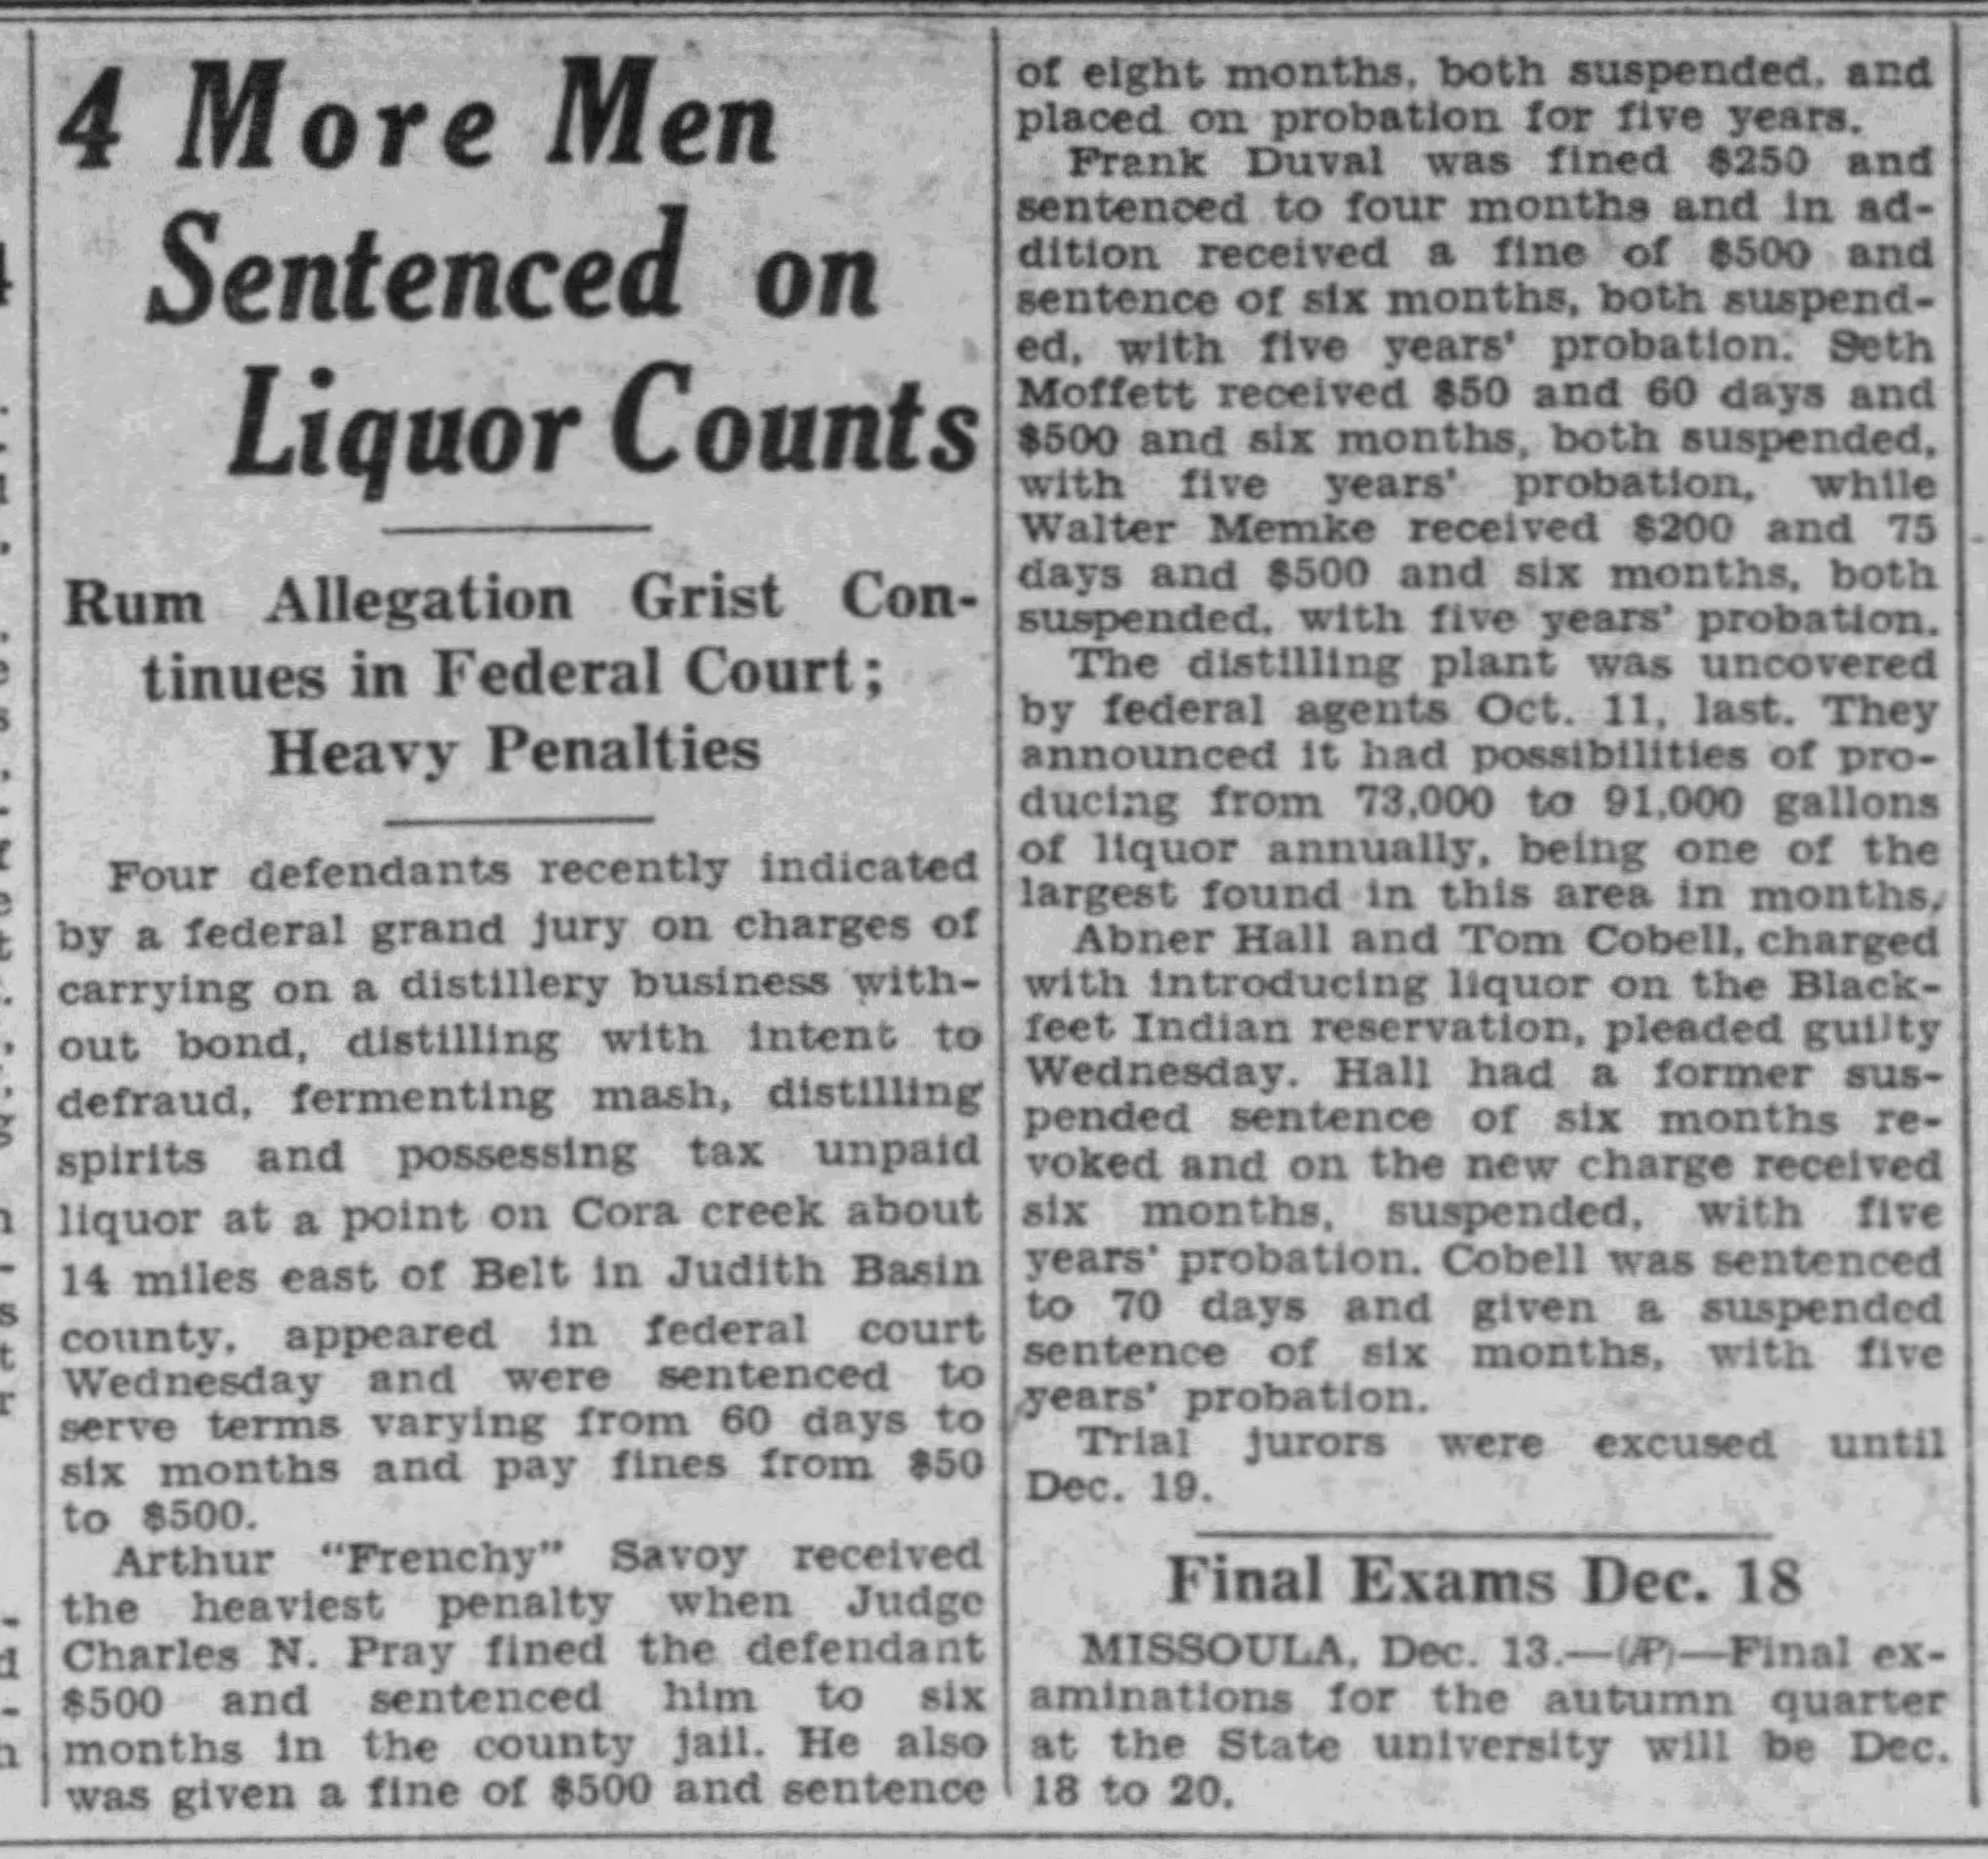 4 More Men
Sentenced on
Liquor Counts
Rum Allegation Grist Con-
tinues in Federal Court;
Heavy Penalties
Four defendants recently indicated
by a federal grand jury on charges of
carrying on a distillery business with-
out bond, distilling with intent to
defraud, fermenting mash, distilling
spirits and possessing tax unpaid
liquor at a point on Cora creek about
14 miles east of Belt in Judith Basin
county, appeared in federal court
Wednesday and were sentenced to
serve terms varying from 60 days to
six months and pay fines from $50
to $500.
Arthur "Frenchy" Savoy received
the heaviest penalty when Judge
Charles N. Pray fined the defendant
$500 and sentenced him to six
months in the county jail. He also
was given a fine of $500 and sentence
of eight months, both suspended, and
placed on probation for five years.
Frank Duval was fined $250 and
sentenced to four months and in ad-
dition received a fine of $500 and
sentence of six months, both suspend-
ed, with five years' probation. Seth
Moffett received $50 and 60 days and
$500 and six months, both suspended,
with five years' probation, while
Walter Memke received $200 and 75
days and $500 and six months, both
suspended, with five years' probation.
The distilling plant was uncovered
by federal agents Oct. 11, last. They
announced it had possibilities of pro-
ducing from 73,000 to 91,000 gallons
of liquor annually, being one of the
largest found in this area in months.
Abner Hall and Tom Cobell, charged
with introducing liquor on the Black-
feet Indian reservation, pleaded guilty
Wednesday. Hall had a former sus-
pended sentence of six months re-
voked and on the new charge received
six months, suspended, with five
years' probation. Cobell was sentenced
to 70 days and given a suspended
sentence of six months, with five
years' probation.
Trial jurors were excused until
Dec. 19.
Final Exams Dec. 18
MISSOULA, Dec. 13.—(AP)—Final ex-
aminations for the autumn quarter
at the State university will be Dec.
18 to 20.